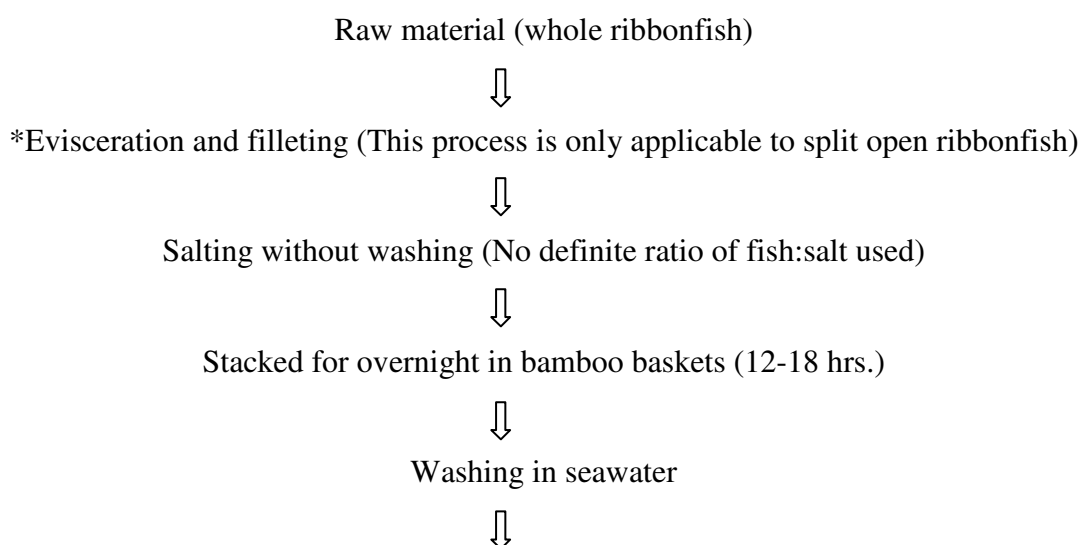 Raw material (whole ribbonfish)
*Evisceration and filleting (This process is only applicable to split open ribbonfish)
Salting without washing (No definite ratio of fish:salt used)
Stacked for overnight in bamboo baskets (12-18 hrs.)
Washing in seawater